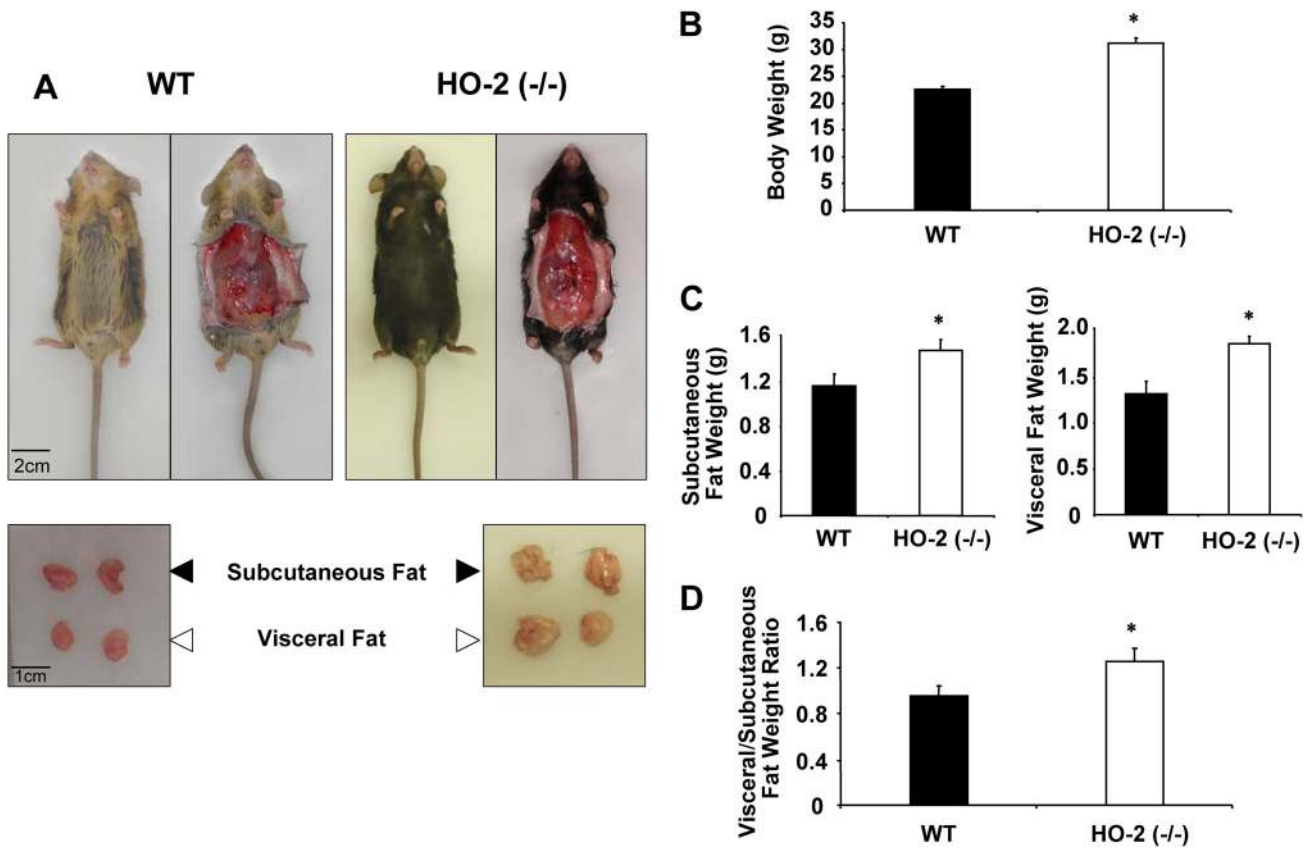 A
WT
HO-2 (-/-)
2cm
Subcutaneous Fat
Visceral Fat
1cm
B
Body Weight (g)
35
30
25
20
15
10
5
0
*
WT
HO-2 (-/-)
C
Subcutaneous
Fat Weight (g)
1.6
1.2
0.8
0.4
0
*
WT
HO-2 (-/-)
Visceral Fat Weight (g)
2.0
1.5
1.0
0.5
0
*
WT
HO-2 (-/-)
D
Visceral/Subcutaneous
Fat Weight Ratio
1.6
1.2
0.8
0.4
0
*
WT
HO-2 (-/-)